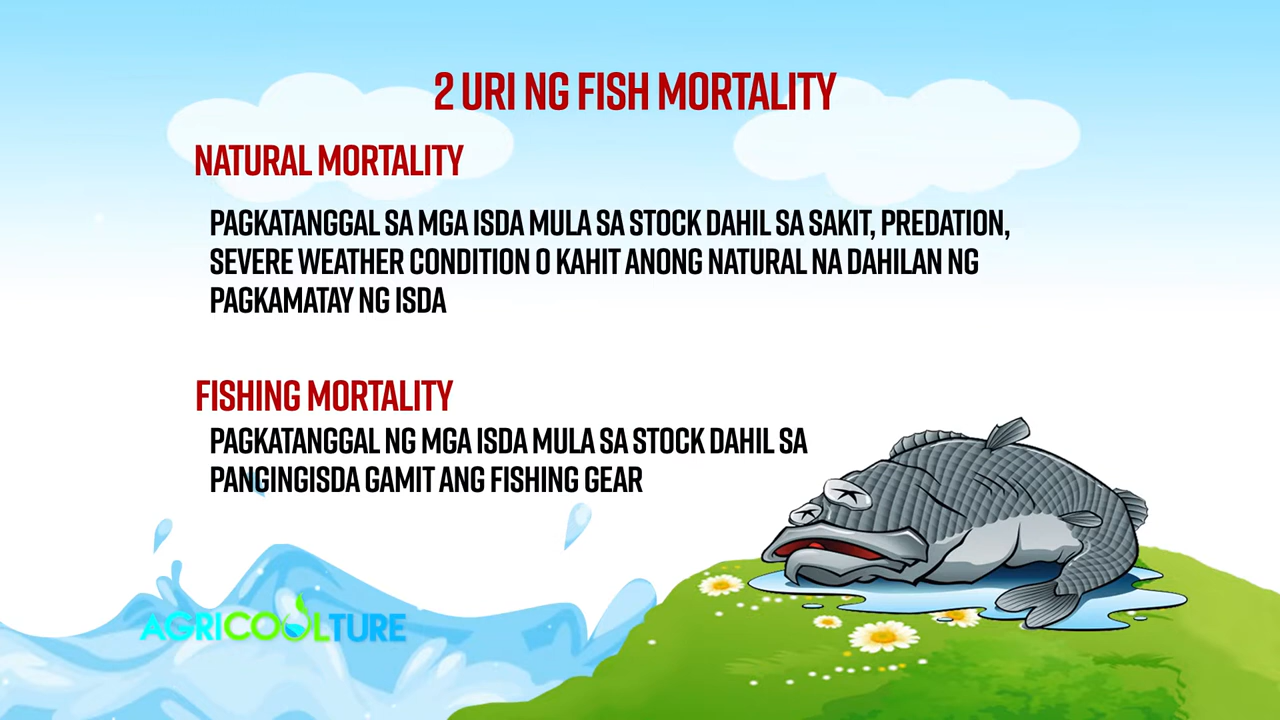 2 URI NG FISH MORTALITY
NATURAL MORTALITY
PAGKATANGGAL SA MGA ISDA MULA SA STOCK DAHIL SA SAKIT, PREDATION,
SEVERE WEATHER CONDITION O KAHIT ANONG NATURAL NA DAHILAN NG
PAGKAMATAY NG ISDA
FISHING MORTALITY
PAGKATANGGAL NG MGA ISDA MULA SA STOCK DAHIL SA
PANGINGISDA GAMIT ANG FISHING GEAR
AGRICOOLTURE